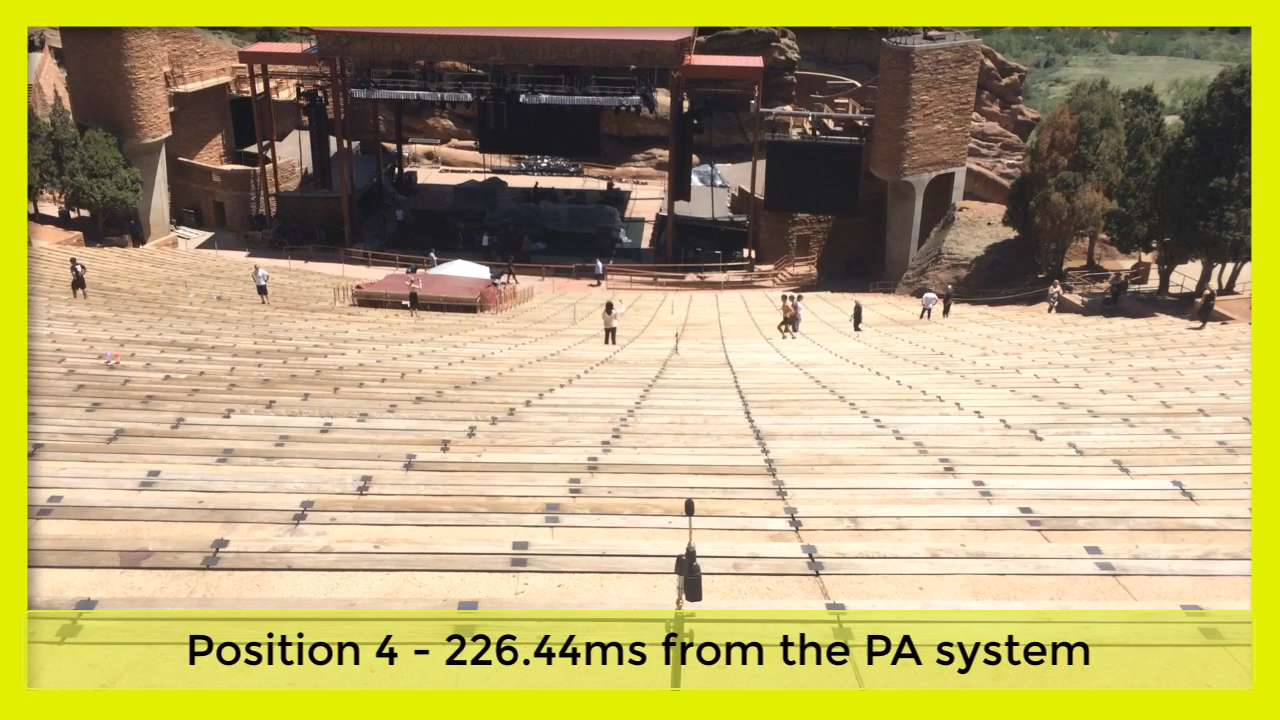 Position 4 - 226.44ms from the PA system